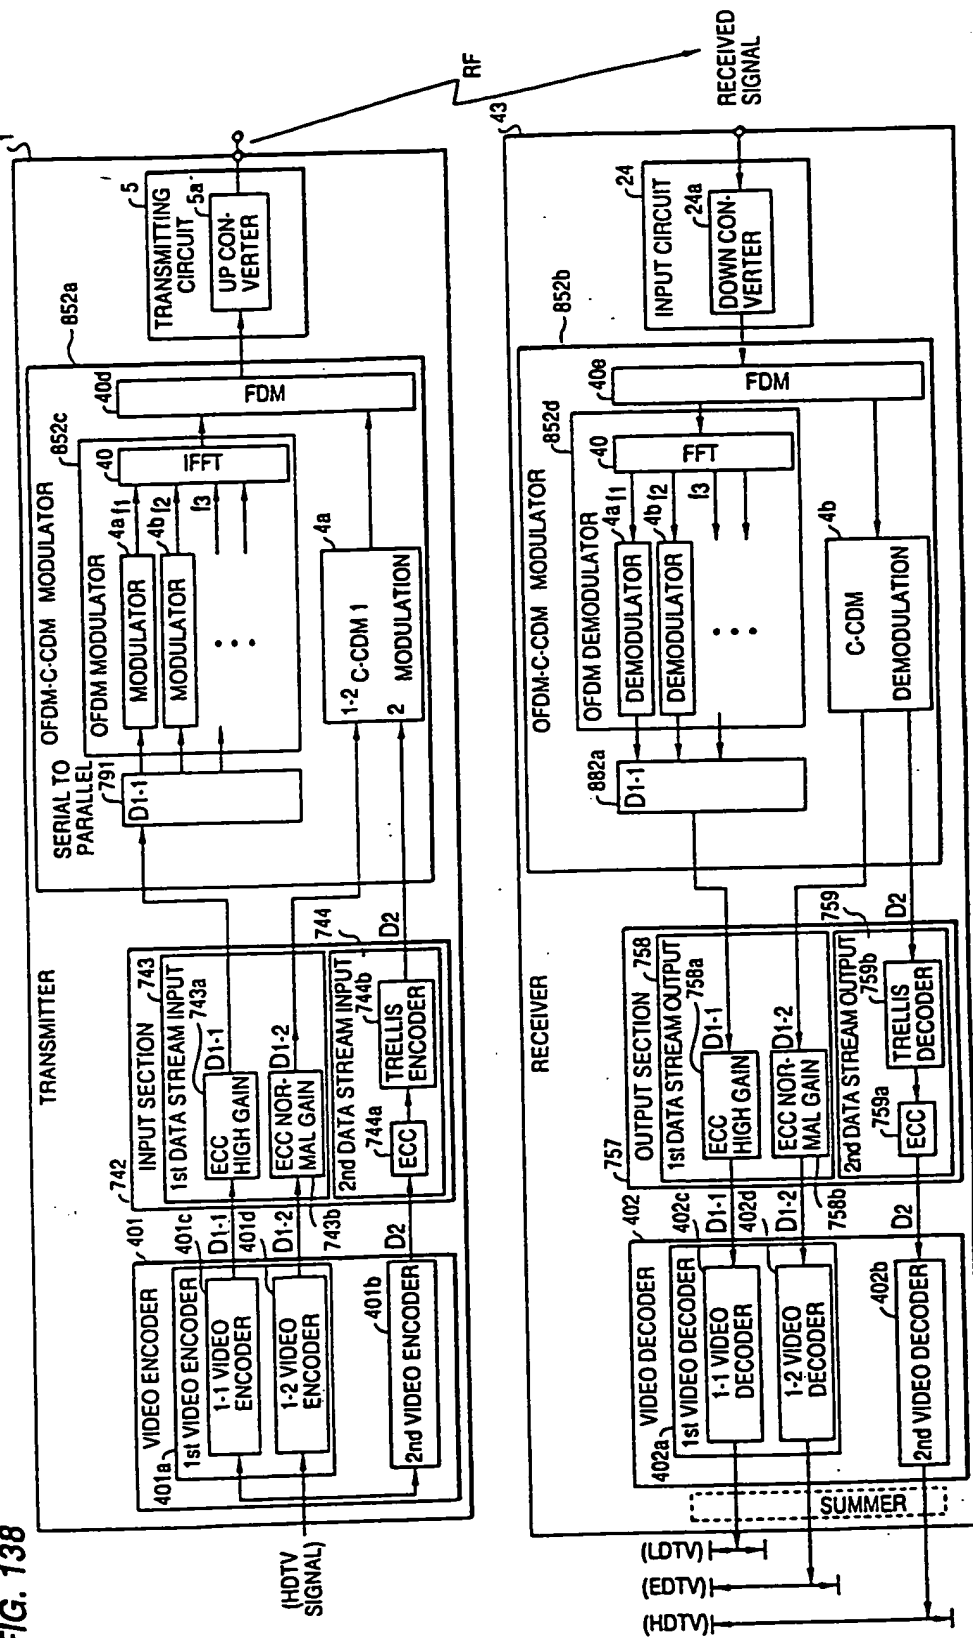 FIG. 138
TRANSMITTER
1
(HDTV
SIGNAL)
VIDEO ENCODER
401
401a
1st VIDEO ENCODER
401c
1-1 VIDEO
ENCODER
D1-1
401d
1-2 VIDEO
ENCODER
D1-2
401b
2nd VIDEO ENCODER
D2
742
INPUT SECTION
743
1st DATA STREAM INPUT
743a
ECC
HIGH GAIN
D1-1
ECC NOR-
MAL GAIN
D1-2
743b
744
2nd DATA STREAM INPUT
744a
744b
ECC
TRELLIS
ENCODER
D2
OFDM-C-CDM MODULATOR
852a
SERIAL TO
PARALLEL
791
D1-1
OFDM MODULATOR
852c
MODULATOR
4a
f1
MODULATOR
4b
f2
f3
40
IFFT
40d
FDM
4a
1-2
C-CDM 1
2
MODULATION
TRANSMITTING
CIRCUIT
5
5a
UP CON-
VERTER
RF
RECEIVED
SIGNAL
RECEIVER
43
INPUT CIRCUIT
24
24a
DOWN CON-
VERTER
OFDM-C-CDM MODULATOR
852b
40e
FDM
OFDM DEMODULATOR
852d
40
FFT
4a
f1
DEMODULATOR
4b
f2
DEMODULATOR
f3
882a
D1-1
4b
C-CDM
DEMODULATION
757
OUTPUT SECTION
758
1st DATA STREAM OUTPUT
758a
ECC
HIGH GAIN
D1-1
ECC NOR-
MAL GAIN
D1-2
758b
759
2nd DATA STREAM OUTPUT
759a
759b
ECC
TRELLIS
DECODER
D2
VIDEO DECODER
402
402a
1st VIDEO DECODER
402c
1-1 VIDEO
DECODER
D1-1
402d
1-2 VIDEO
DECODER
D1-2
402b
2nd VIDEO DECODER
D2
SUMMER
(LDTV)
(EDTV)
(HDTV)